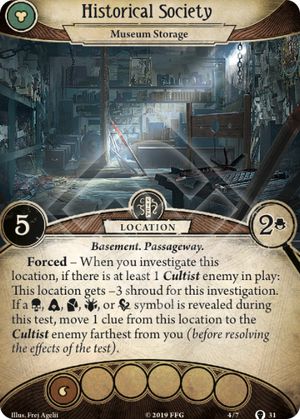 Historical Society
Museum Storage
5
2
LOCATION
Basement. Passageway.
Forced – When you investigate this
location, if there is at least 1 Cultist enemy in play:
This location gets –3 shroud for this investigation.
If a , , , , or symbol is revealed during
this test, move 1 clue from this location to the
Cultist enemy farthest from you (before resolving
the effects of the test).
Illus. Frej Agelii
© 2019 FFG
4/7
31